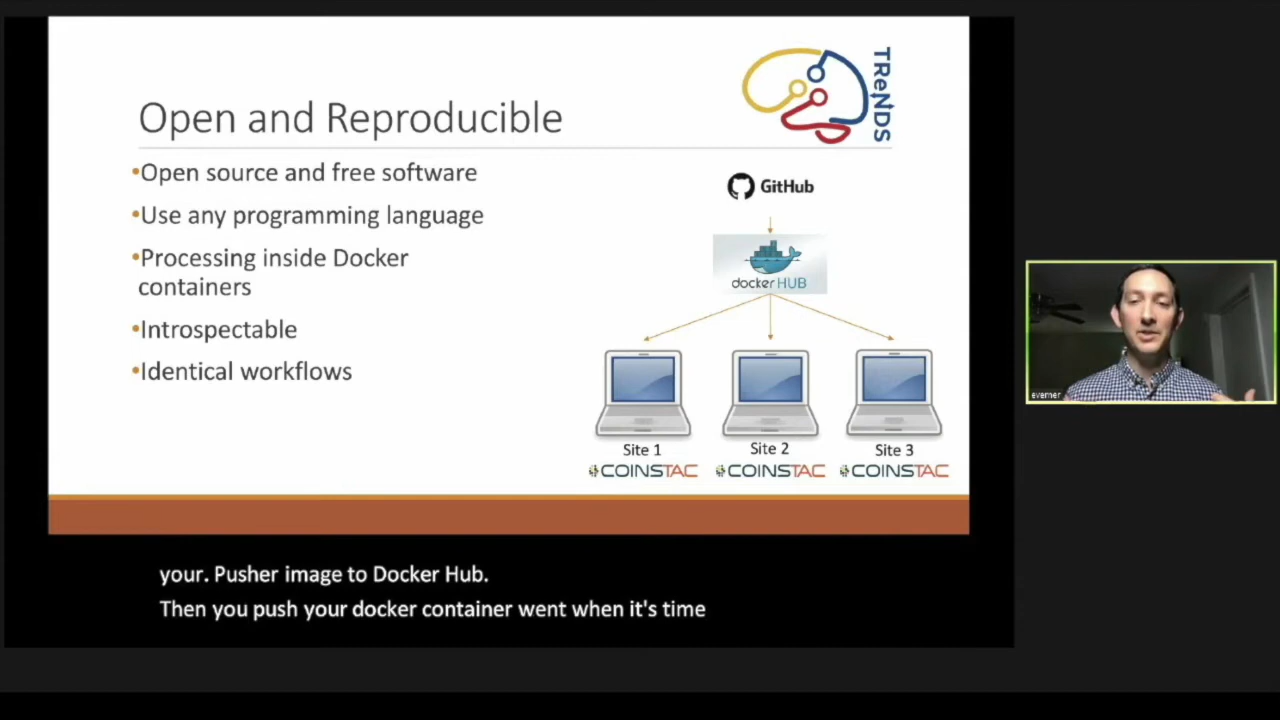 TReNDS
Open and Reproducible
•Open source and free software
•Use any programming language
•Processing inside Docker
containers
•Introspectable
•Identical workflows
GitHub
docker HUB
Site 1
Site 2
Site 3
COINSTAC
COINSTAC
COINSTAC
everner
your. Pusher image to Docker Hub.
Then you push your docker container went when it's time